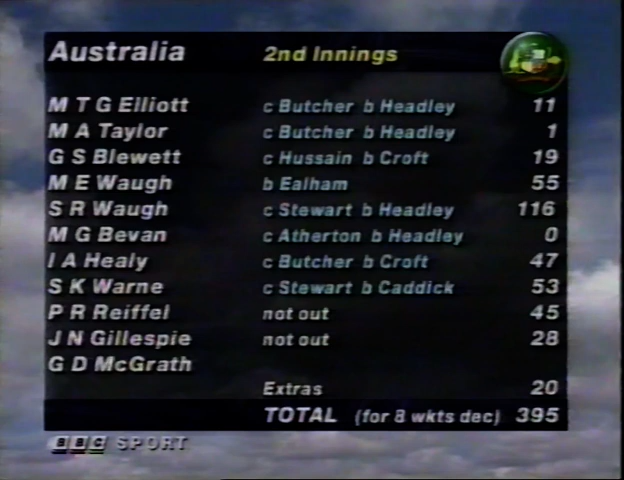 Australia 2nd Innings
M T G Elliott c Butcher b Headley 11
M A Taylor c Butcher b Headley 1
G S Blewett c Hussain b Croft 19
M E Waugh b Ealham 55
S R Waugh c Stewart b Headley 116
M G Bevan c Atherton b Headley 0
I A Healy c Butcher b Croft 47
S K Warne c Stewart b Caddick 53
P R Reiffel not out 45
J N Gillespie not out 28
G D McGrath
Extras 20
TOTAL (for 8 wkts dec) 395
BBC SPORT